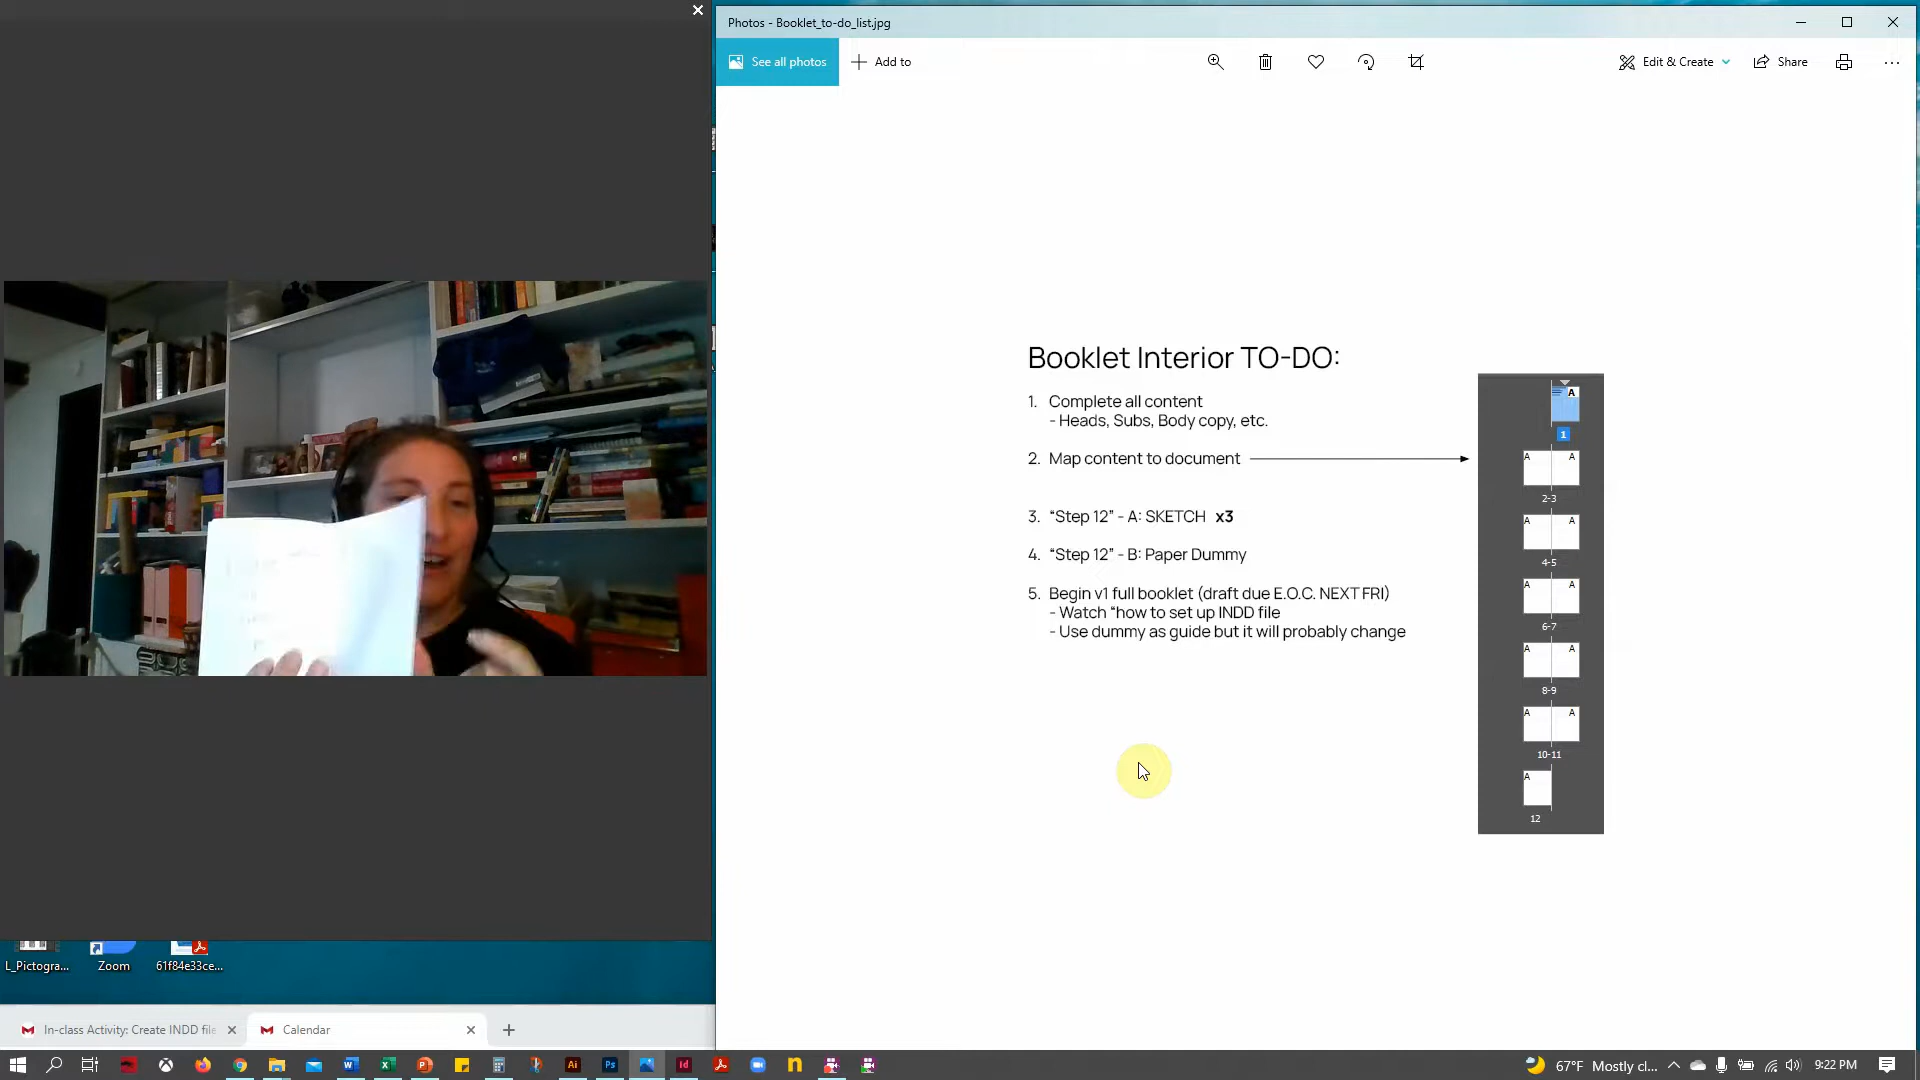 Photos - Booklet_to-do_list.jpg
See all photos
Add to
Edit & Create
Share
Booklet Interior TO-DO:
1. Complete all content
- Heads, Subs, Body copy, etc.
2. Map content to document
3. “Step 12” - A: SKETCH x3
4. “Step 12” - B: Paper Dummy
5. Begin v1 full booklet (draft due E.O.C. NEXT FRI)
- Watch “how to set up INDD file
- Use dummy as guide but it will probably change
A
1
A A
2-3
A A
4-5
A A
6-7
A A
8-9
A A
10-11
A
12
L_Pictogra...
Zoom
61f84e33ce...
In-class Activity: Create INDD file
Calendar
67°F Mostly cl...
9:22 PM